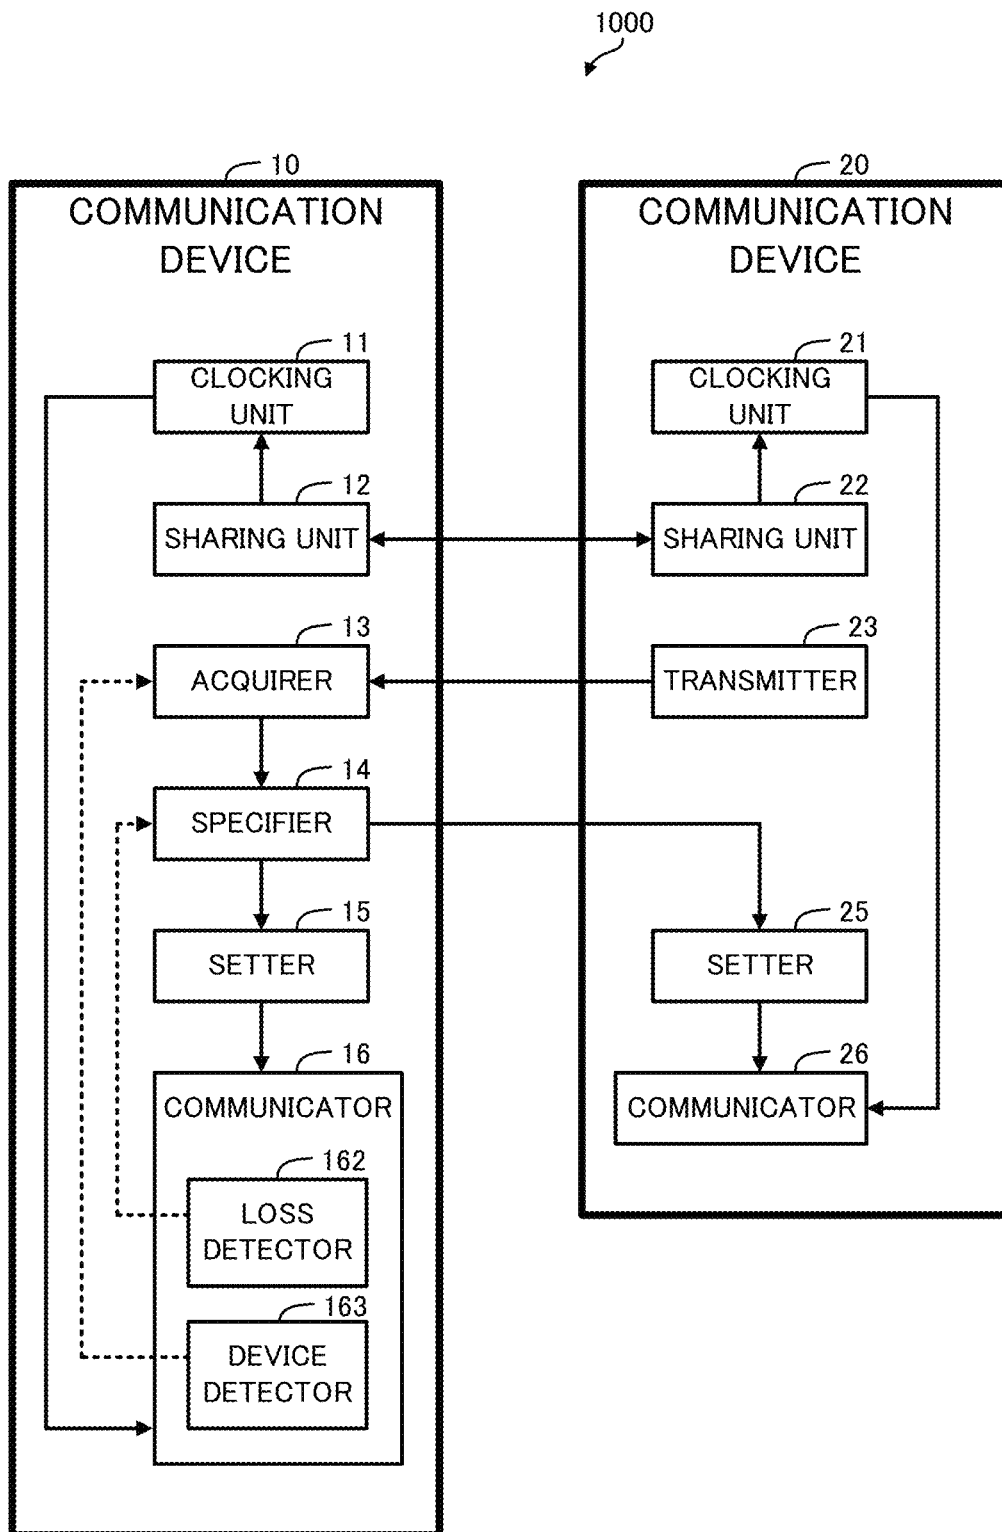 1000
10
COMMUNICATION
DEVICE
11
CLOCKING
UNIT
12
SHARING UNIT
13
ACQUIRER
14
SPECIFIER
15
SETTER
16
COMMUNICATOR
162
LOSS
DETECTOR
163
DEVICE
DETECTOR
20
COMMUNICATION
DEVICE
21
CLOCKING
UNIT
22
SHARING UNIT
23
TRANSMITTER
25
SETTER
26
COMMUNICATOR